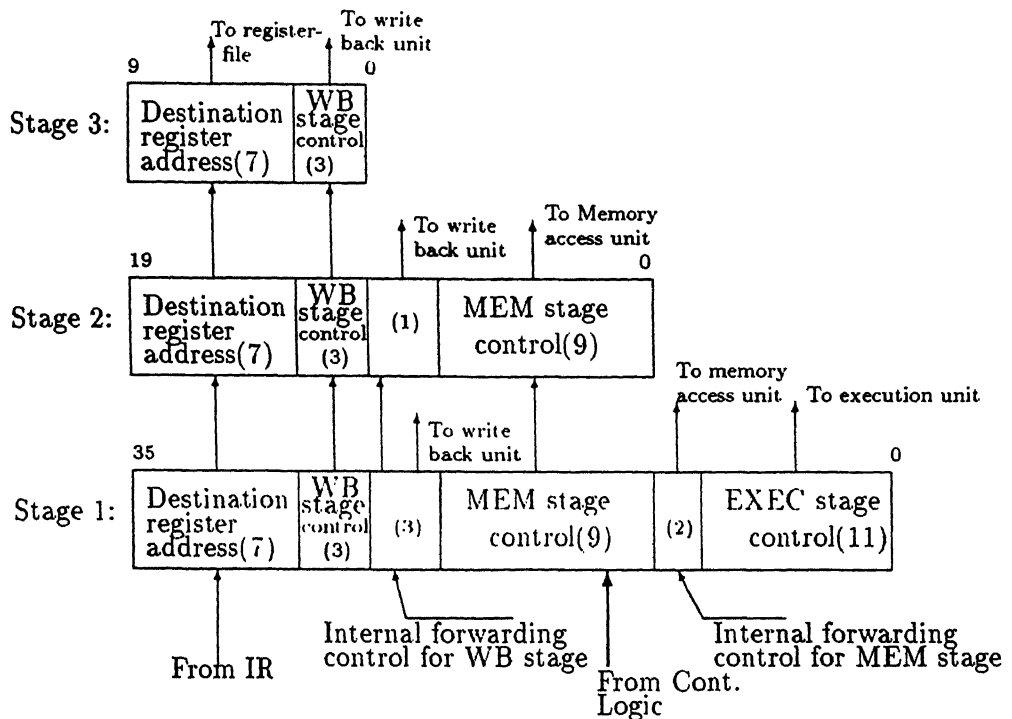 To register-
file
To write
back unit
9
0
Stage 3:
Destination
register
address(7)
WB
stage
control
(3)
To write
back unit
To Memory
access unit
19
0
Stage 2:
Destination
register
address(7)
WB
stage
control
(3)
(1)
MEM stage
control(9)
To memory
access unit
To execution unit
To write
back unit
35
0
Stage 1:
Destination
register
address(7)
WB
stage
control
(3)
(3)
MEM stage
control(9)
(2)
EXEC stage
control(11)
From IR
Internal forwarding
control for WB stage
From Cont.
Logic
Internal forwarding
control for MEM stage